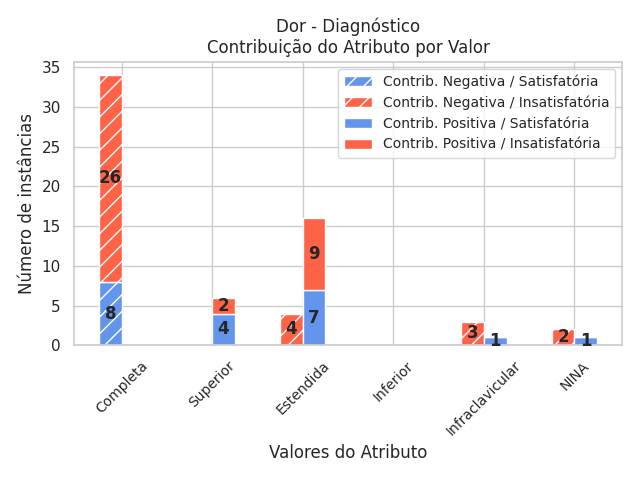 Dor - Diagnóstico
Contribuição do Atributo por Valor
Contrib. Negativa / Satisfatória
Contrib. Negativa / Insatisfatória
Contrib. Positiva / Satisfatória
Contrib. Positiva / Insatisfatória
Número de instâncias
35
30
25
20
15
10
5
0
26
8
2
4
4
9
7
3
1
2
1
Completa
Superior
Estendida
Inferior
Infraclavicular
NINA
Valores do Atributo